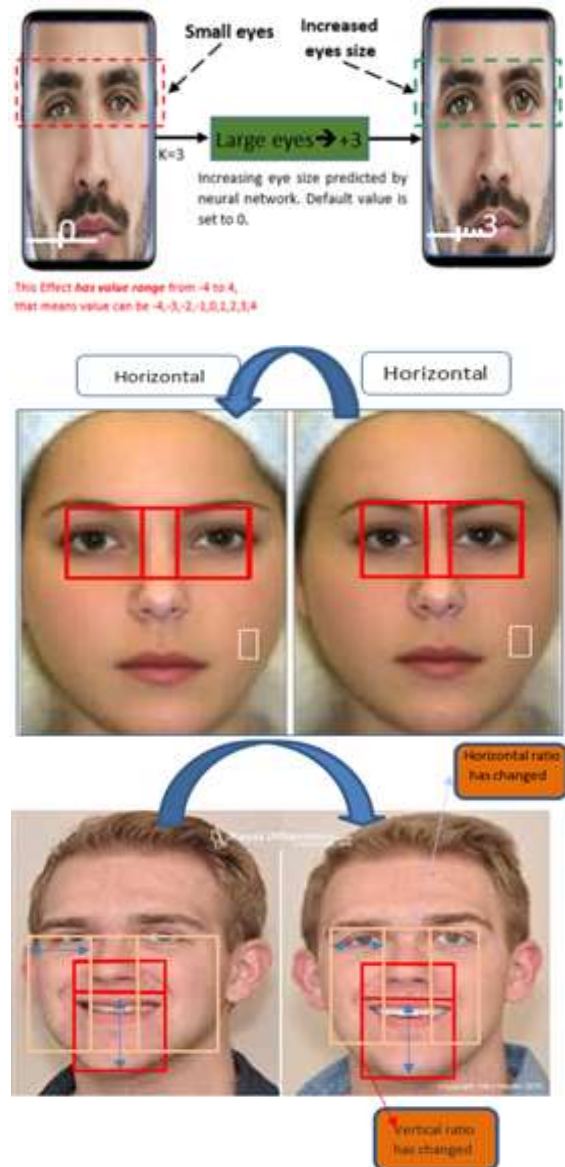 Small eyes
Increased
eyes size
K=3
Large eyes➔ +3
Increasing eye size predicted by
neural network. Default value is
set to 0.
0
3
This Effect has value range from -4 to 4,
that means value can be -4,-3,-2,-1,0,1,2,3,4
Horizontal
Horizontal
Horizontal ratio
has changed
Vertical ratio
has changed